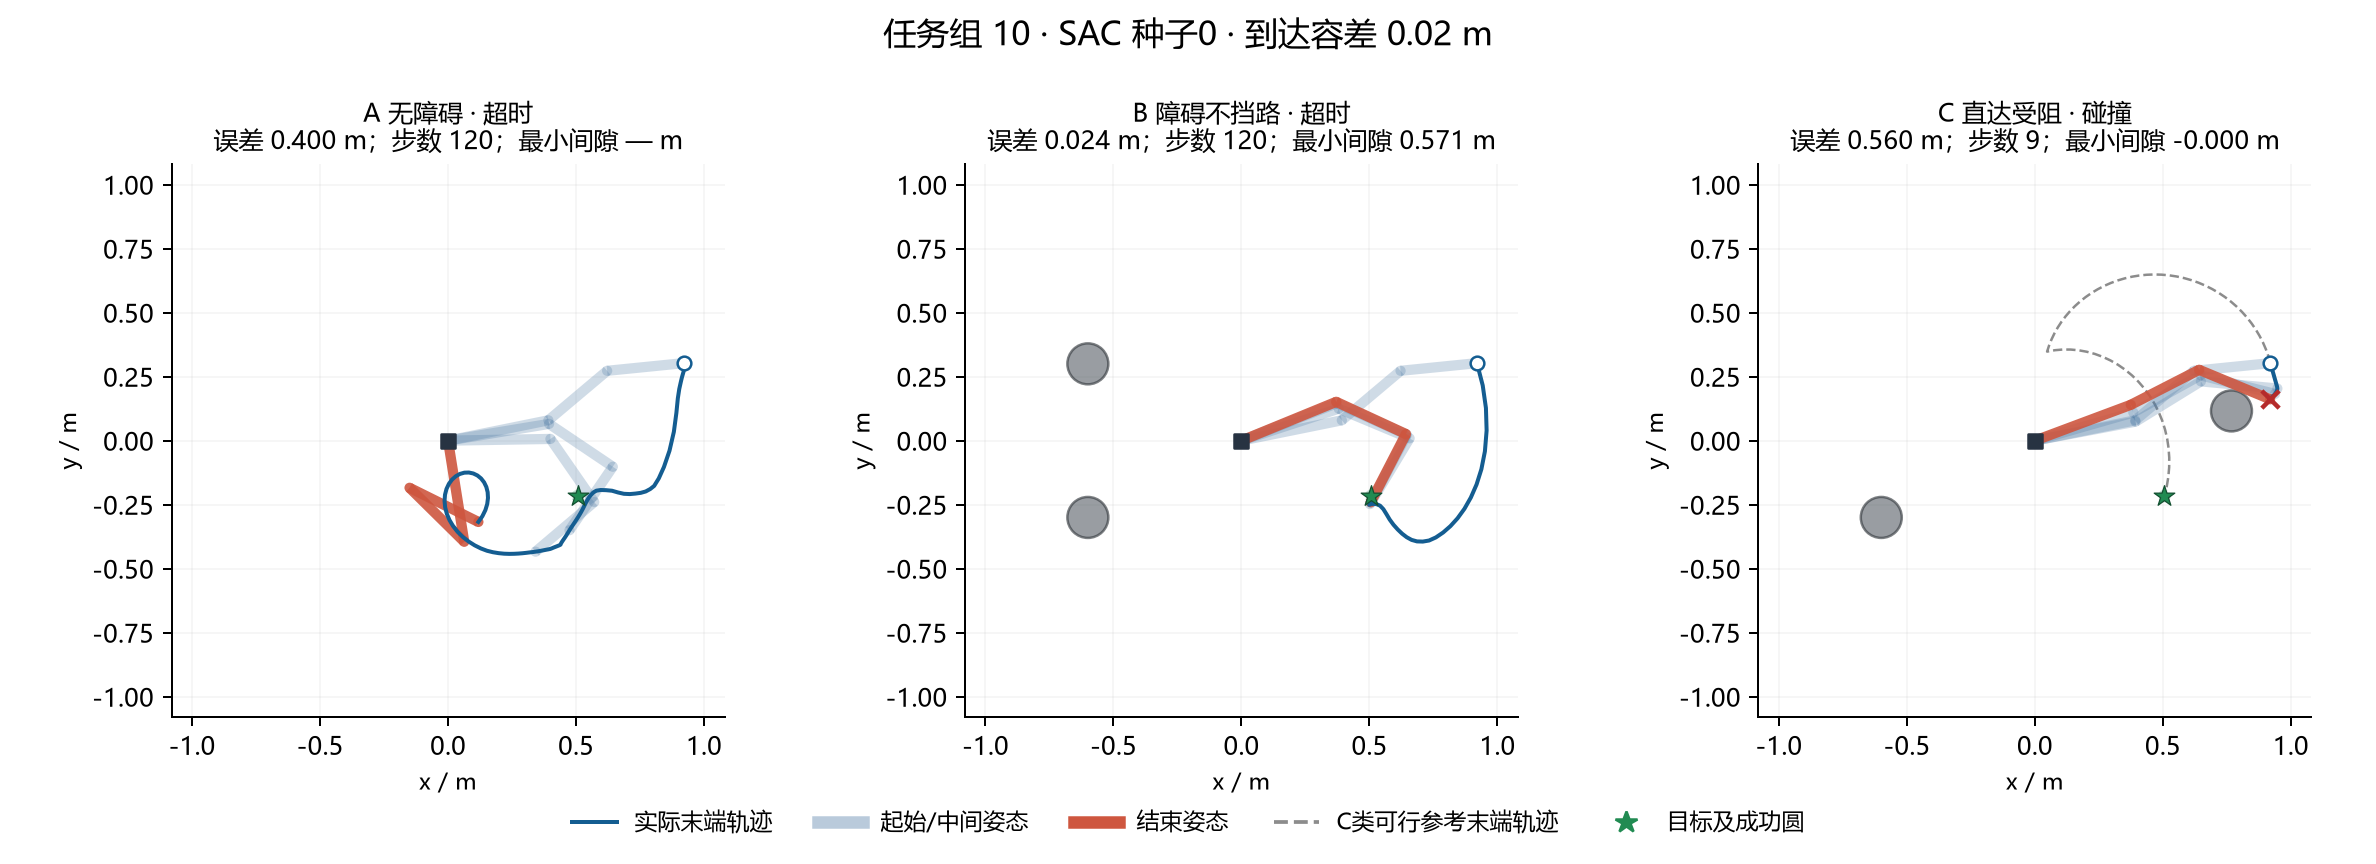 任务组 10 · SAC 种子0 · 到达容差 0.02 m
A 无障碍 · 超时
误差 0.400 m；步数 120；最小间隙 — m
1.00
0.75
0.50
0.25
0.00
-0.25
-0.50
-0.75
-1.00
y / m
-1.0 -0.5 0.0 0.5 1.0
x / m
B 障碍不挡路 · 超时
误差 0.024 m；步数 120；最小间隙 0.571 m
1.00
0.75
0.50
0.25
0.00
-0.25
-0.50
-0.75
-1.00
y / m
-1.0 -0.5 0.0 0.5 1.0
x / m
C 直达受阻 · 碰撞
误差 0.560 m；步数 9；最小间隙 -0.000 m
1.00
0.75
0.50
0.25
0.00
-0.25
-0.50
-0.75
-1.00
y / m
-1.0 -0.5 0.0 0.5 1.0
x / m
实际末端轨迹 起始/中间姿态 结束姿态 C类可行参考末端轨迹 目标及成功圆